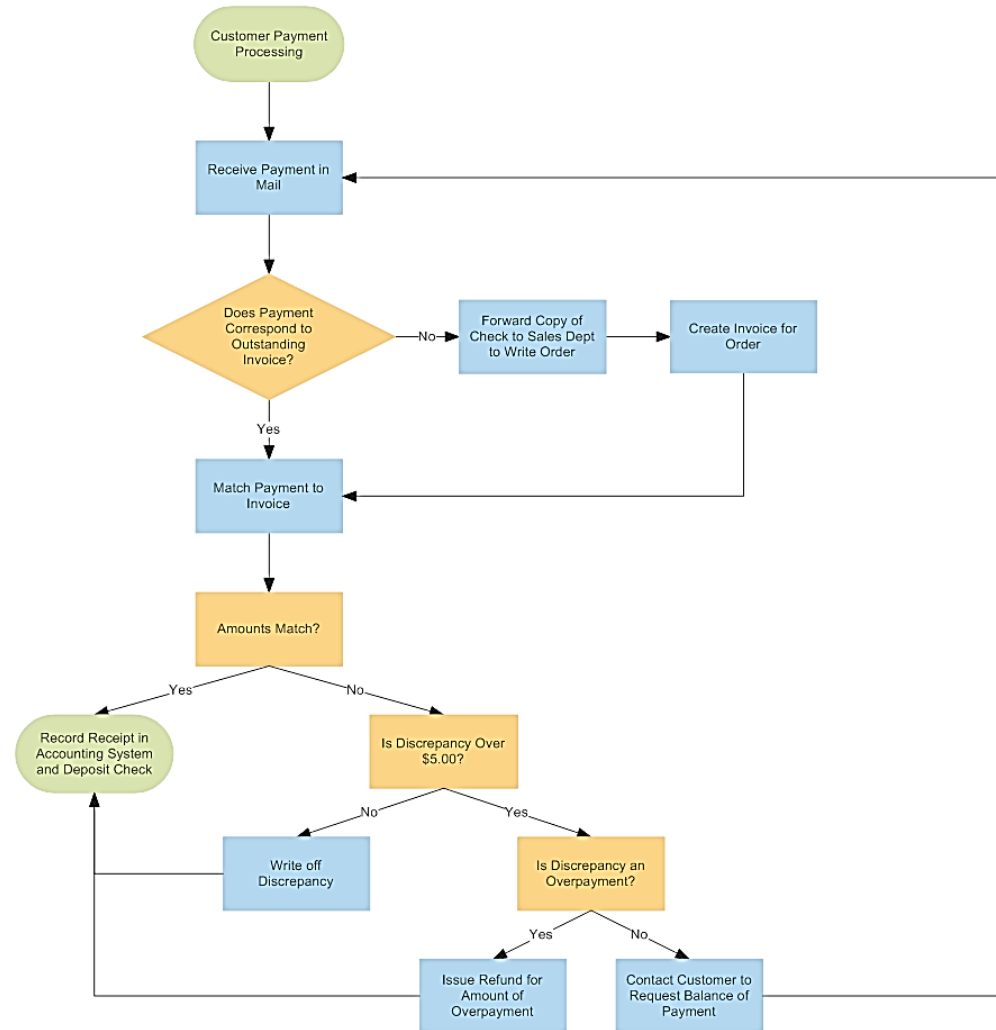 Customer Payment
Processing
Receive Payment in
Mail
Does Payment
Correspond to
Outstanding
Invoice?
No
Forward Copy of
Check to Sales Dept
to Write Order
Create Invoice for
Order
Yes
Match Payment to
Invoice
Amounts Match?
Yes
No
Record Receipt in
Accounting System
and Deposit Check
Is Discrepancy Over
$5.00?
No
Yes
Write off
Discrepancy
Is Discrepancy an
Overpayment?
Yes
No
Issue Refund for
Amount of
Overpayment
Contact Customer to
Request Balance of
Payment